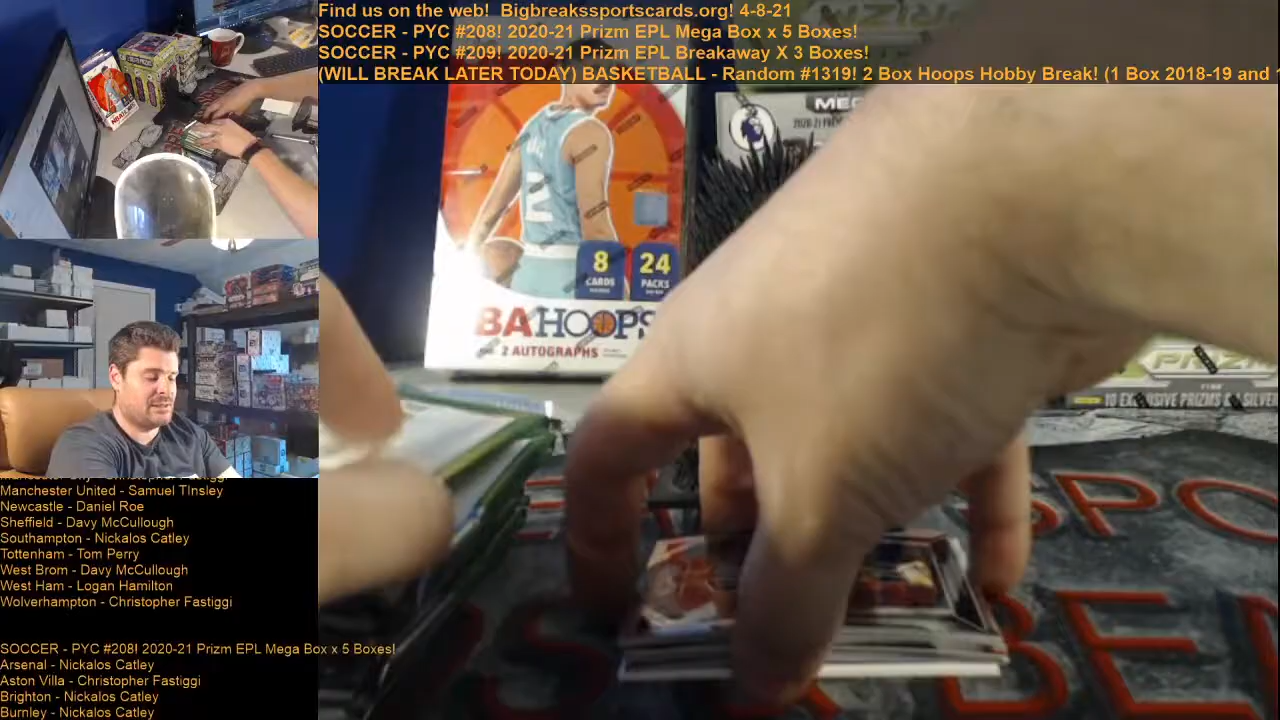 Find us on the web!  Bigbreakssportscards.org! 4-8-21
SOCCER - PYC #208! 2020-21 Prizm EPL Mega Box x 5 Boxes!
SOCCER - PYC #209! 2020-21 Prizm EPL Breakaway X 3 Boxes!
(WILL BREAK LATER TODAY) BASKETBALL - Random #1319! 2 Box Hoops Hobby Break! (1 Box 2018-19 and
2
8 24
CARDS PACKS
BA HOOPS
2 AUTOGRAPHS
PRIZM
SPO
BE
Manchester United - Samuel TInsley
Newcastle - Daniel Roe
Sheffield - Davy McCullough
Southampton - Nickalos Catley
Tottenham - Tom Perry
West Brom - Davy McCullough
West Ham - Logan Hamilton
Wolverhampton - Christopher Fastiggi
SOCCER - PYC #208! 2020-21 Prizm EPL Mega Box x 5 Boxes!
Arsenal - Nickalos Catley
Aston Villa - Christopher Fastiggi
Brighton - Nickalos Catley
Burnley - Nickalos Catley